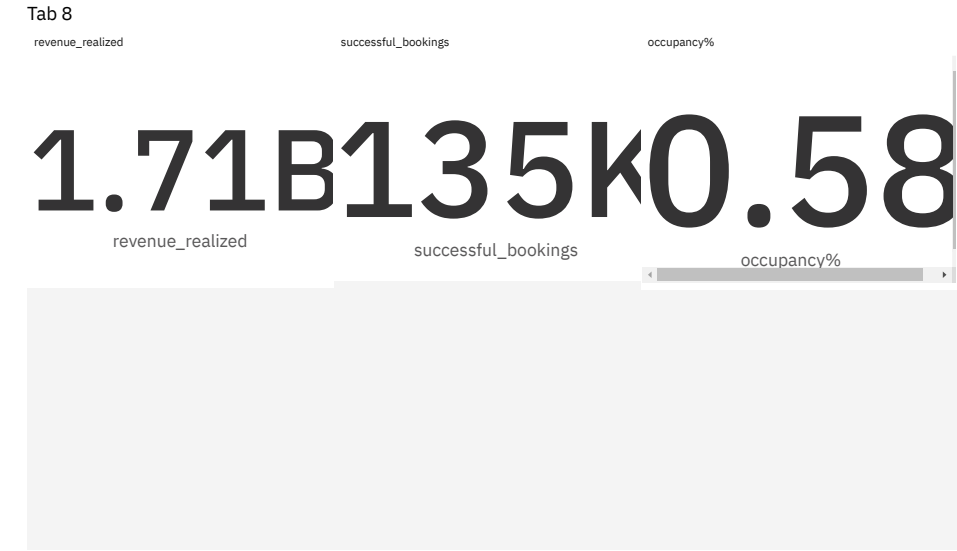 Tab 8
revenue_realized
successful_bookings
occupancy%
1.71B
135K
0.58
revenue_realized
successful_bookings
occupancy%